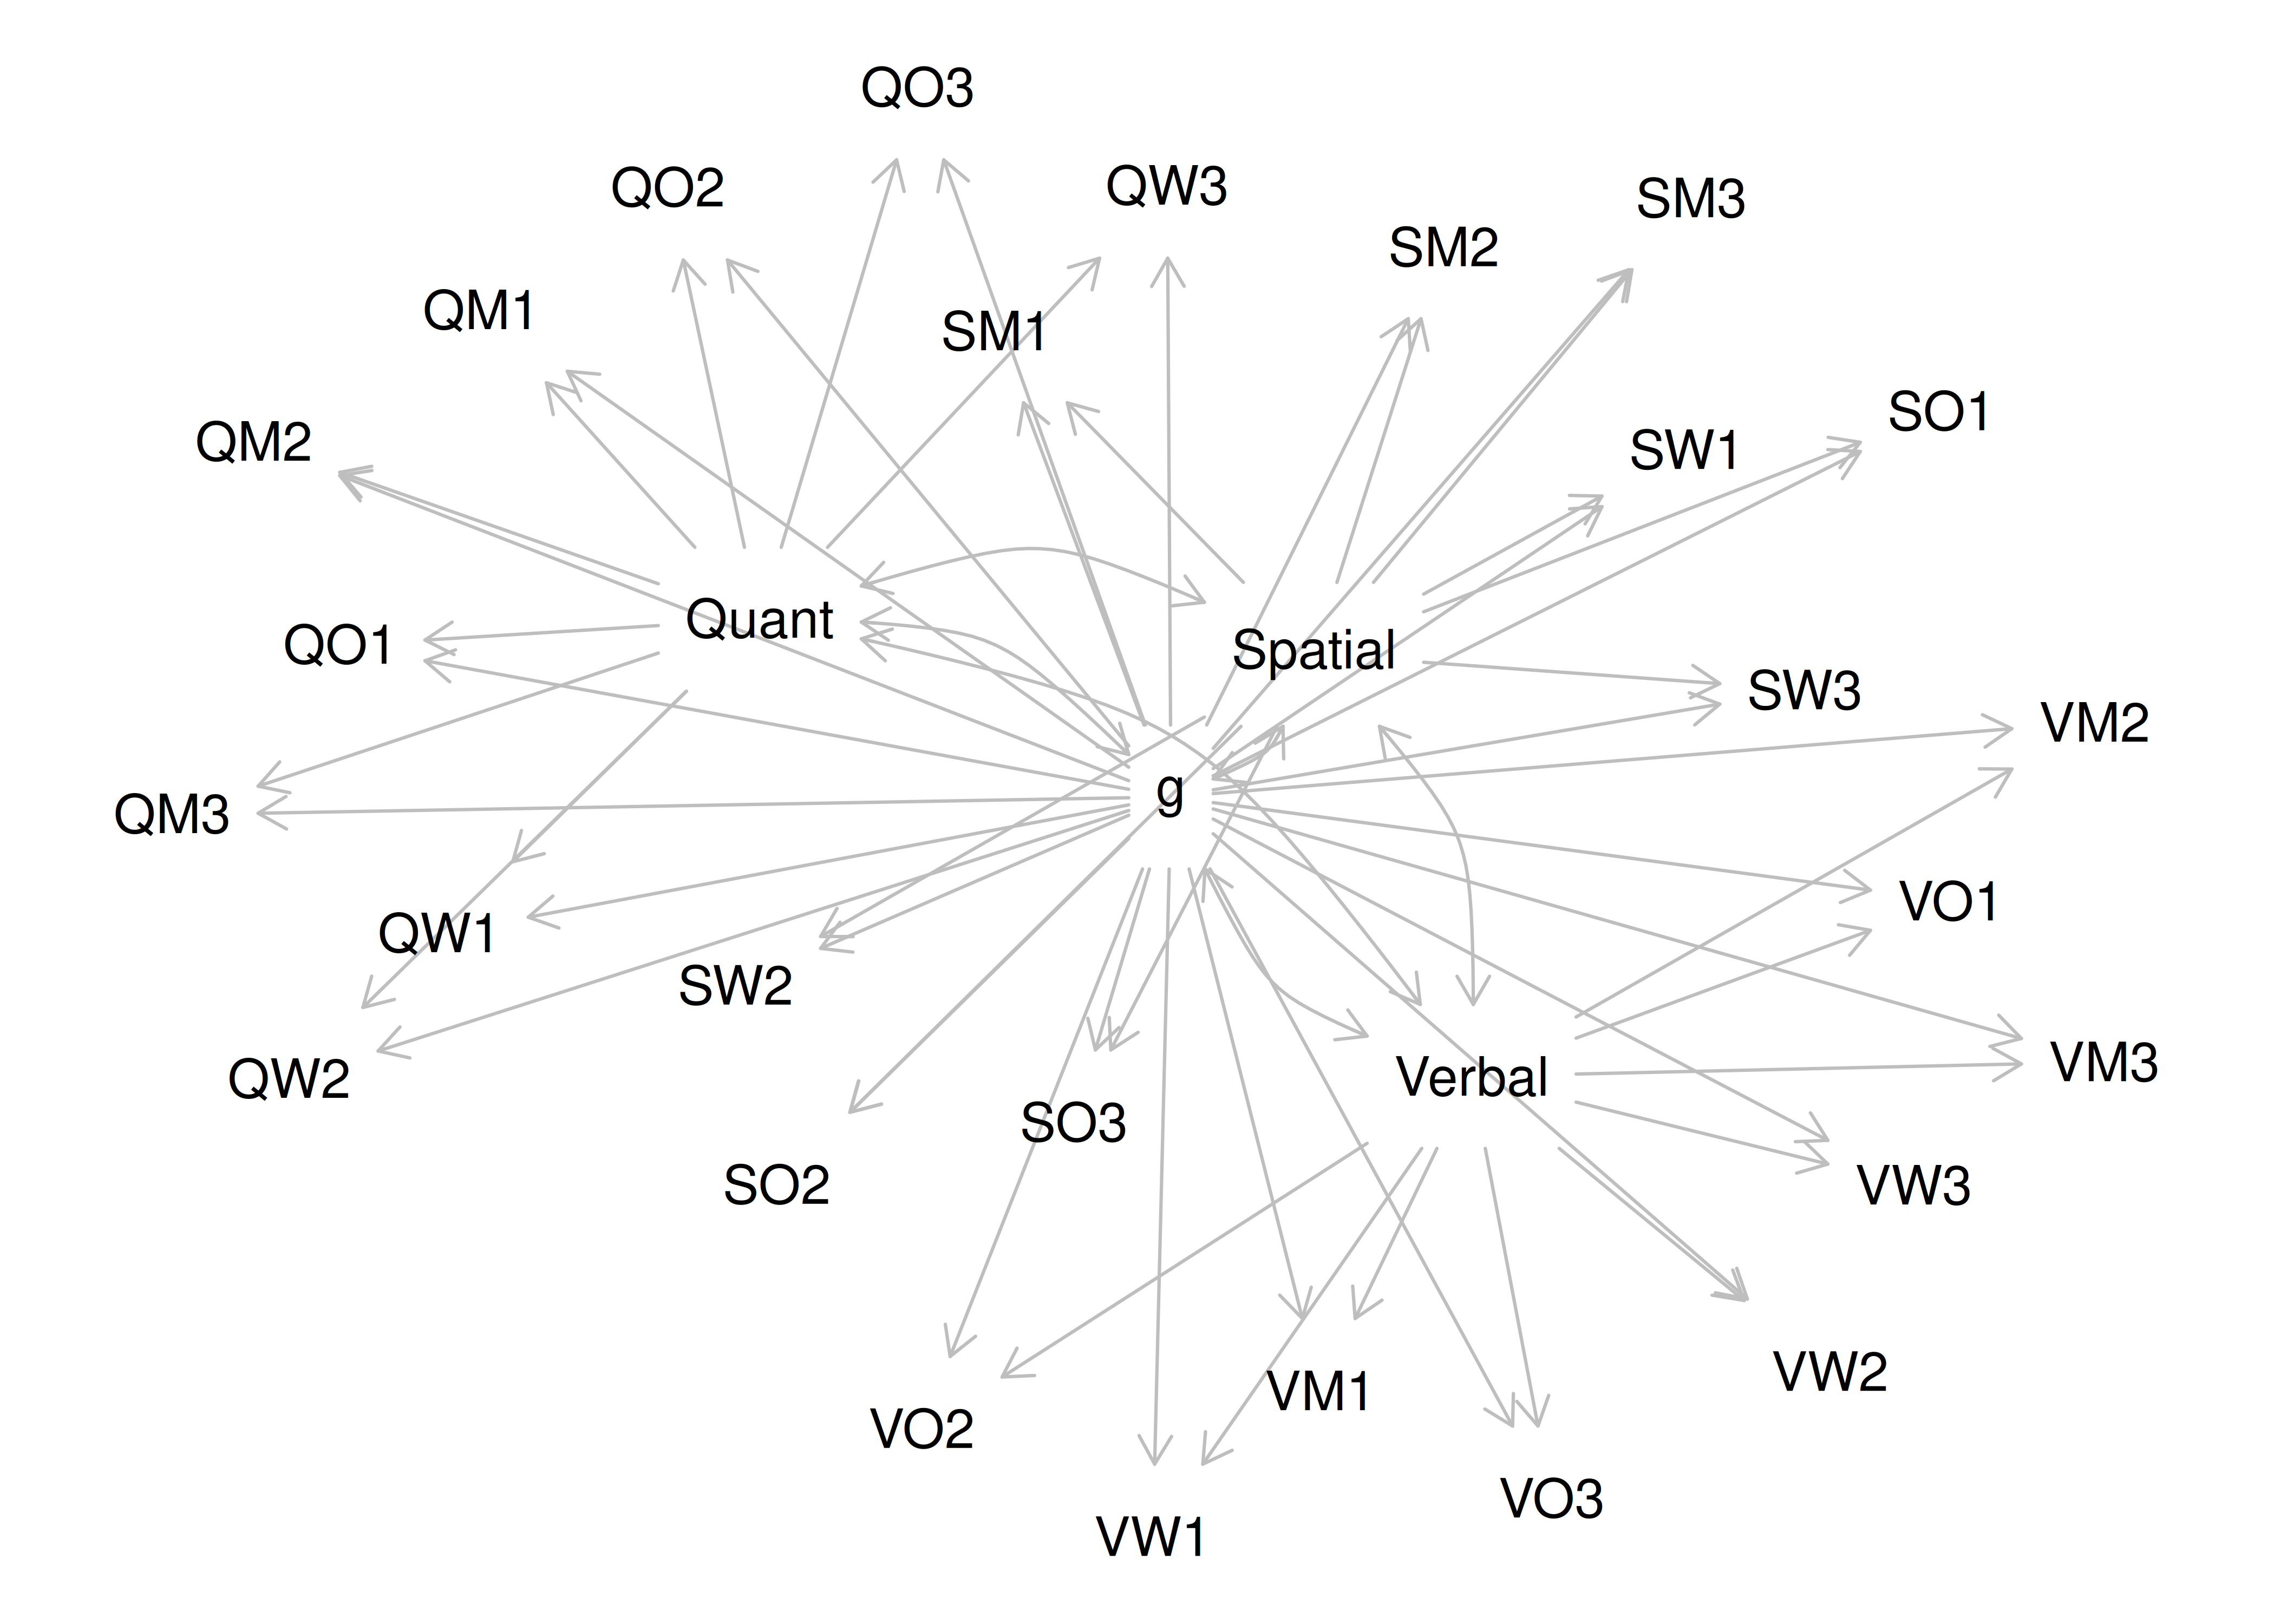 QO3
QO2
QW3
SM3
SM2
QM1
SM1
SO1
QM2
SW1
Quant
QO1
Spatial
SW3
VM2
g
QM3
VO1
QW1
SW2
VM3
Verbal
QW2
SO3
SO2
VW3
VW2
VM1
VO2
VO3
VW1